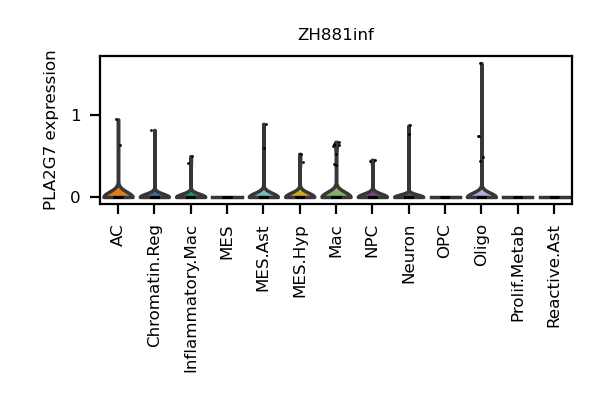 ZH881inf
PLA2G7 expression
1
0
AC
Chromatin.Reg
Inflammatory.Mac
MES
MES.Ast
MES.Hyp
Mac
NPC
Neuron
OPC
Oligo
Prolif.Metab
Reactive.Ast